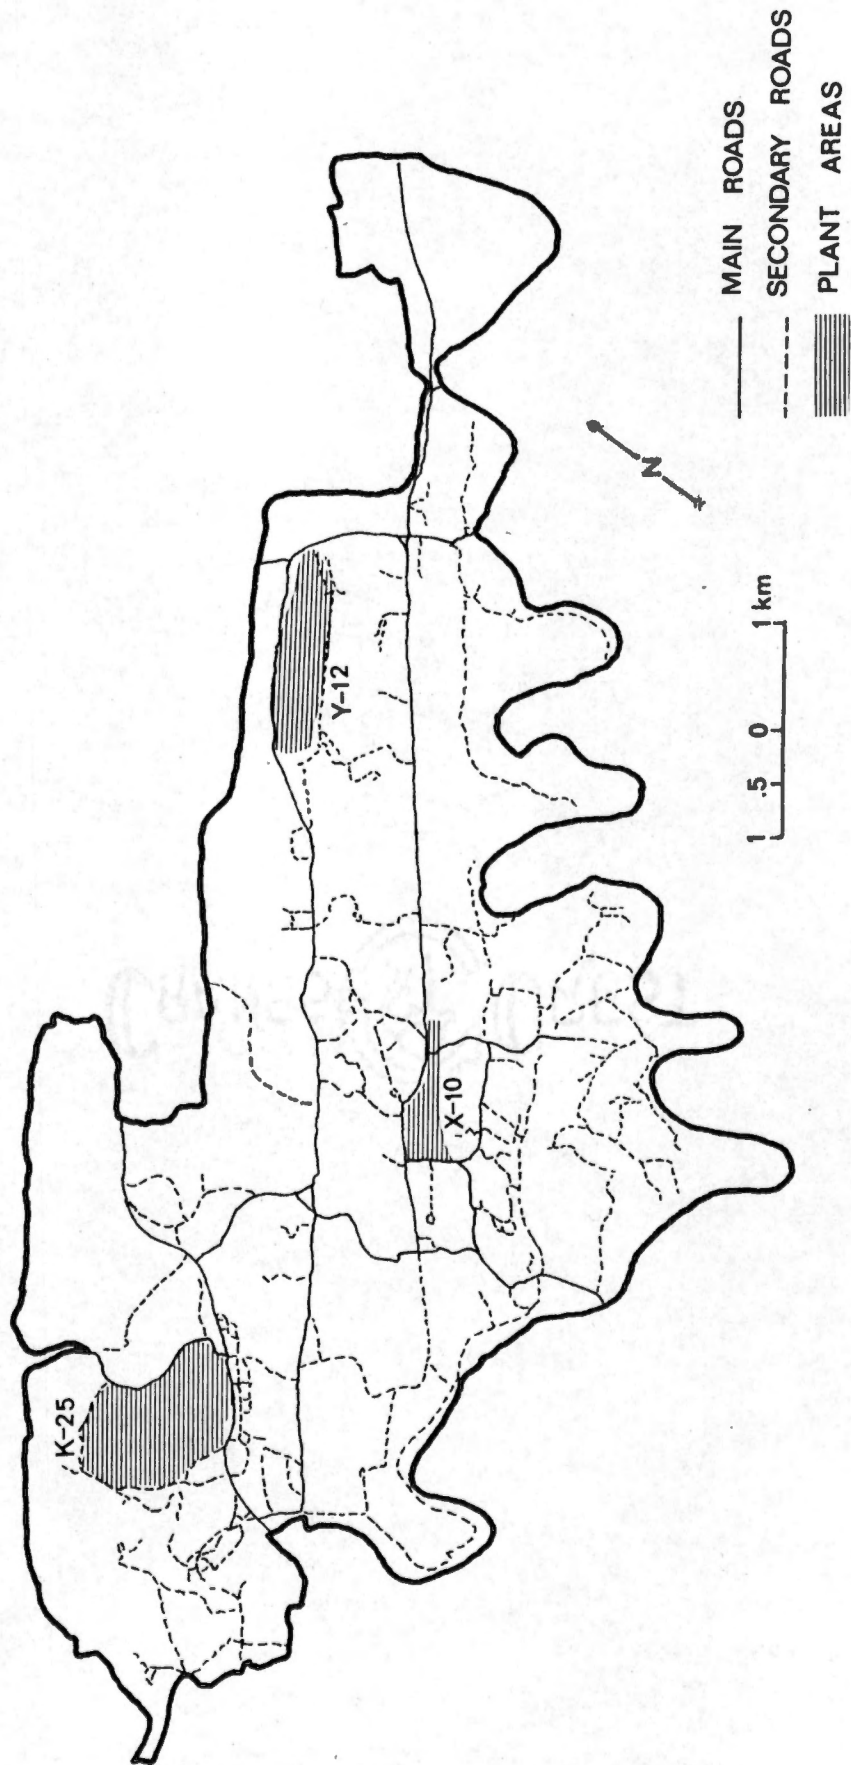 K-25
Y-12
X-10
N
1 .5 0 1 km
MAIN ROADS
SECONDARY ROADS
PLANT AREAS